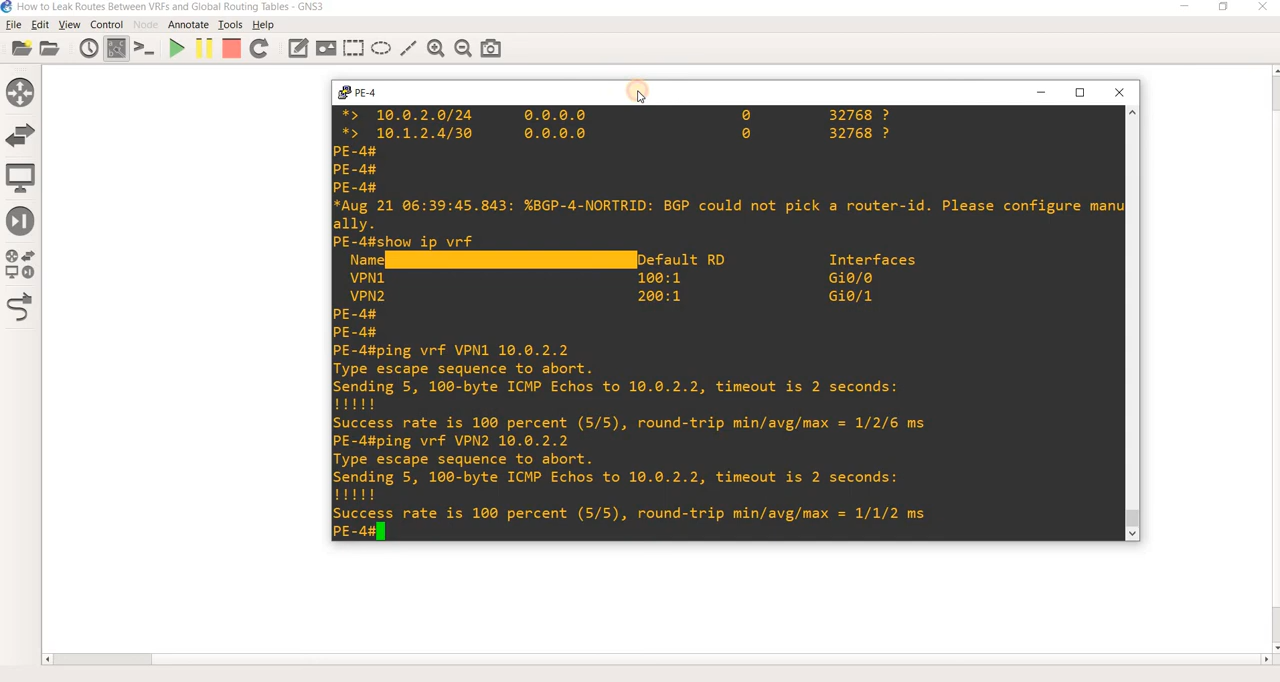 How to Leak Routes Between VRFs and Global Routing Tables - GNS3
File Edit View Control Node Annotate Tools Help
PE-4
*> 10.0.2.0/24 0.0.0.0 0 32768 ?
*> 10.1.2.4/30 0.0.0.0 0 32768 ?
PE-4#
PE-4#
PE-4#
*Aug 21 06:39:45.843: %BGP-4-NORTRID: BGP could not pick a router-id. Please configure manu
ally.
PE-4#show ip vrf
Name Default RD Interfaces
VPN1 100:1 Gi0/0
VPN2 200:1 Gi0/1
PE-4#
PE-4#
PE-4#ping vrf VPN1 10.0.2.2
Type escape sequence to abort.
Sending 5, 100-byte ICMP Echos to 10.0.2.2, timeout is 2 seconds:
!!!!!
Success rate is 100 percent (5/5), round-trip min/avg/max = 1/2/6 ms
PE-4#ping vrf VPN2 10.0.2.2
Type escape sequence to abort.
Sending 5, 100-byte ICMP Echos to 10.0.2.2, timeout is 2 seconds:
!!!!!
Success rate is 100 percent (5/5), round-trip min/avg/max = 1/1/2 ms
PE-4#